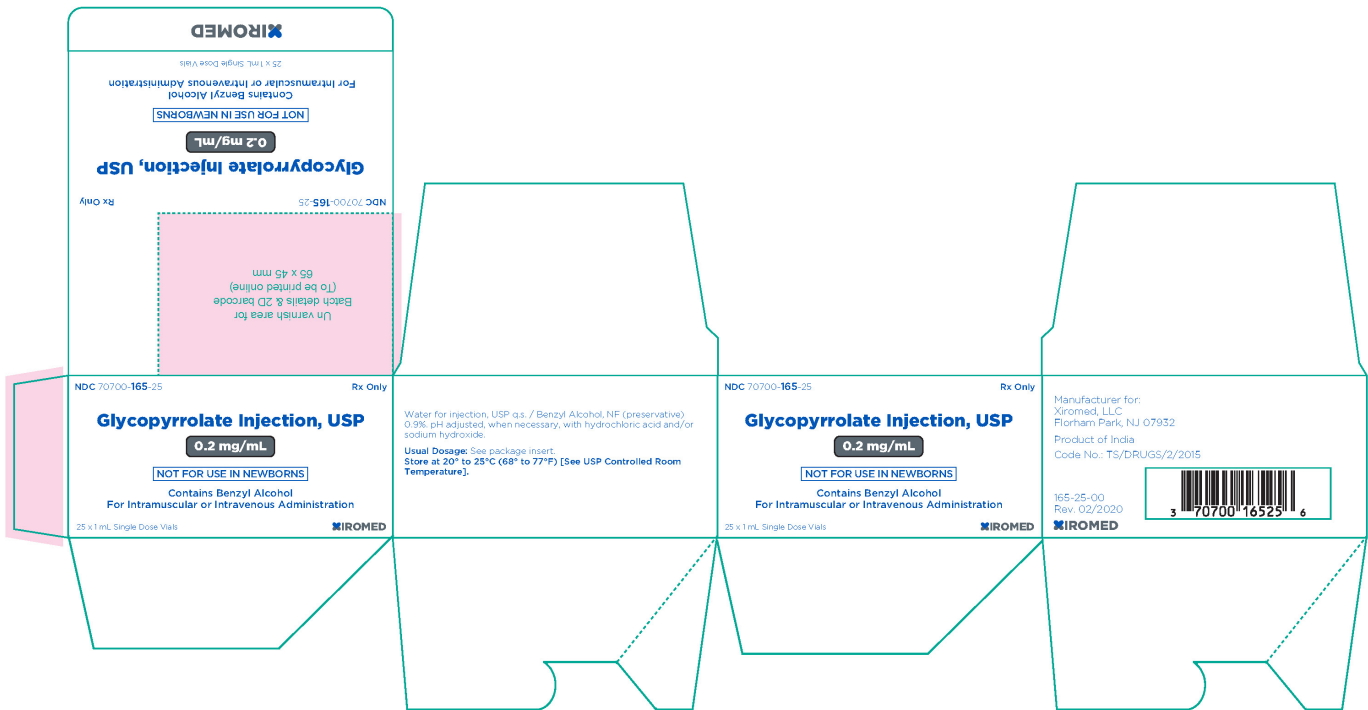 XIROMED
25 x 1 mL Single Dose Vials
For Intramuscular or Intravenous Administration
Contains Benzyl Alcohol
NOT FOR USE IN NEWBORNS
0.2 mg/mL
Glycopyrrolate Injection, USP
NDC 70700-165-25 Rx Only
Un varnish area for
Batch details & 2D barcode
(To be printed online)
65 x 45 mm
NDC 70700-165-25 Rx Only
Glycopyrrolate Injection, USP
0.2 mg/mL
NOT FOR USE IN NEWBORNS
Contains Benzyl Alcohol
For Intramuscular or Intravenous Administration
25 x 1 mL Single Dose Vials XIROMED
Water for injection, USP q.s. / Benzyl Alcohol, NF (preservative)
0.9%. pH adjusted, when necessary, with hydrochloric acid and/or
sodium hydroxide.
Usual Dosage: See package insert.
Store at 20° to 25°C (68° to 77°F) [See USP Controlled Room
Temperature].
NDC 70700-165-25 Rx Only
Glycopyrrolate Injection, USP
0.2 mg/mL
NOT FOR USE IN NEWBORNS
Contains Benzyl Alcohol
For Intramuscular or Intravenous Administration
25 x 1 mL Single Dose Vials XIROMED
Manufacturer for:
Xiromed, LLC
Florham Park, NJ 07932
Product of India
Code No.: TS/DRUGS/2/2015
165-25-00
Rev. 02/2020
XIROMED
3 70700 16525 6